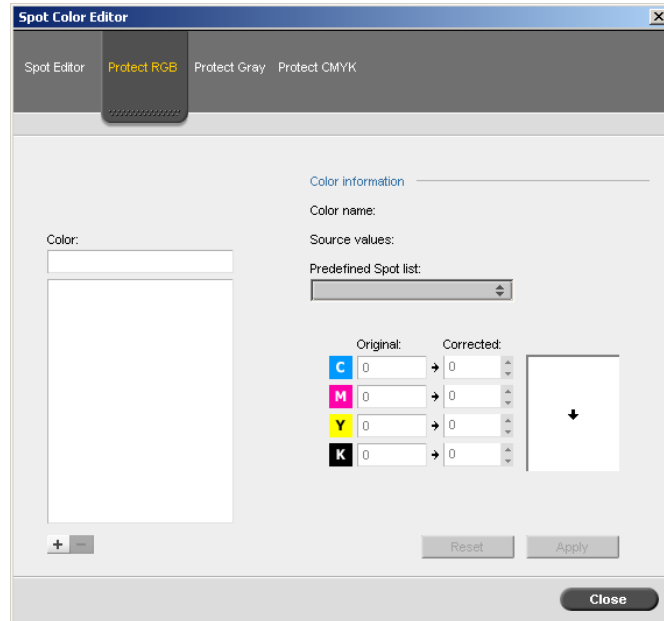 Spot Color Editor
Spot Editor Protect RGB Protect Gray Protect CMYK
Color information
Color name:
Color:
Source values:
Predefined Spot list:
Original: Corrected:
C 0 0
M 0 0
Y 0 0
K 0 0
+ −
Reset Apply
Close